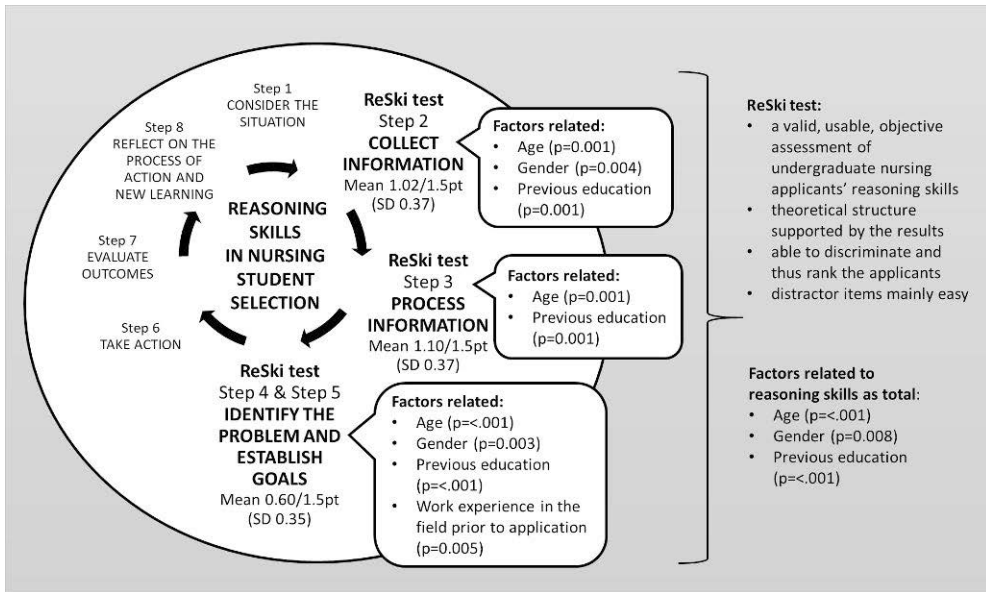 Step 1
CONSIDER THE
SITUATION
ReSki test
Step 2
COLLECT
INFORMATION
Mean 1.02/1.5pt
(SD 0.37)
Factors related:
• Age (p=0.001)
• Gender (p=0.004)
• Previous education
(p=0.001)
ReSki test
Step 3
PROCESS
INFORMATION
Mean 1.10/1.5pt
(SD 0.37)
Factors related:
• Age (p=0.001)
• Previous education
(p=0.001)
ReSki test
Step 4 & Step 5
IDENTIFY THE
PROBLEM AND
ESTABLISH
GOALS
Mean 0.60/1.5pt
(SD 0.35)
Factors related:
• Age (p=<.001)
• Gender (p=0.003)
• Previous education
(p=<.001)
• Work experience in the
field prior to application
(p=0.005)
Step 6
TAKE ACTION
Step 7
EVALUATE
OUTCOMES
Step 8
REFLECT ON THE
PROCESS OF
ACTION AND
NEW LEARNING
REASONING
SKILLS
IN NURSING
STUDENT
SELECTION
ReSki test:
• a valid, usable, objective
assessment of
undergraduate nursing
applicants’ reasoning skills
• theoretical structure
supported by the results
• able to discriminate and
thus rank the applicants
• distractor items mainly easy
Factors related to
reasoning skills as total:
• Age (p=<.001)
• Gender (p=0.008)
• Previous education
(p=<.001)